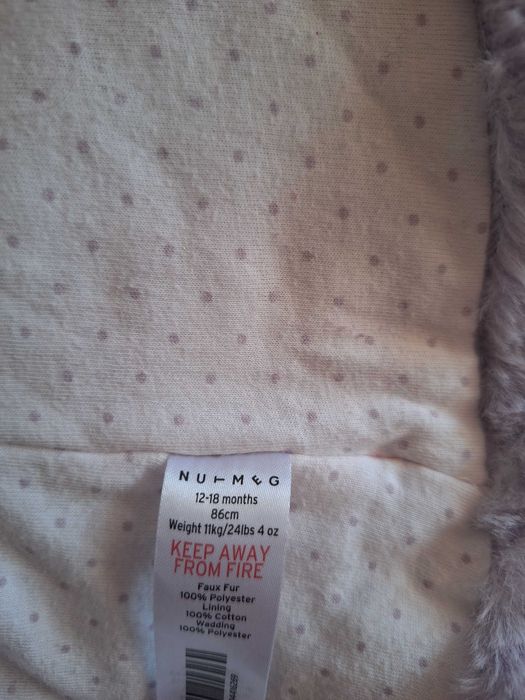 NUTMEG
12-18 months
86cm
Weight 11kg/24lbs 4 oz
KEEP AWAY
FROM FIRE
Faux Fur
100% Polyester
Lining
100% Cotton
Wadding
100% Polyester